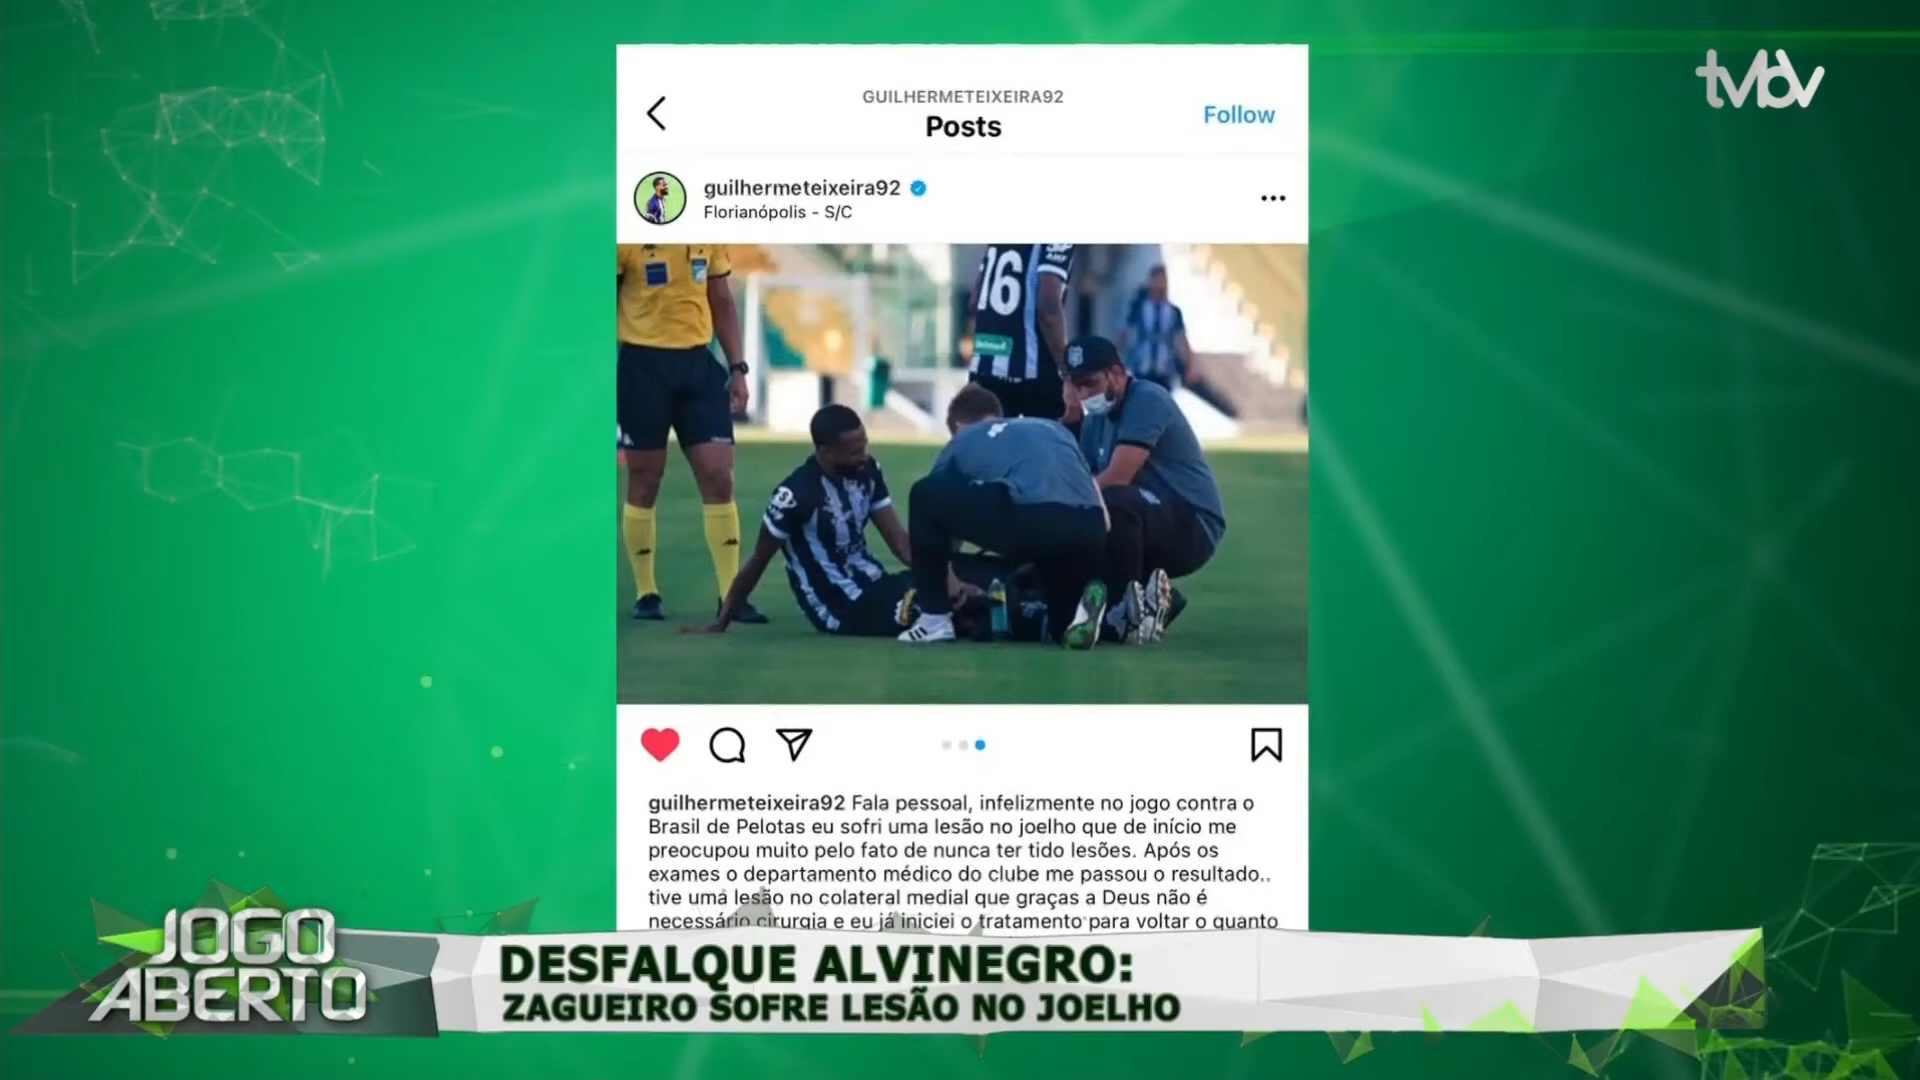 tvbv
GUILHERMETEIXEIRA92
Posts
Follow
guilhermeteixeira92
Florianópolis - S/C
16
guilhermeteixeira92 Fala pessoal, infelizmente no jogo contra o
Brasil de Pelotas eu sofri uma lesão no joelho que de início me
preocupou muito pelo fato de nunca ter tido lesões. Após os
exames o departamento médico do clube me passou o resultado..
tive uma lesão no colateral medial que graças a Deus não é
necessário cirurgia e eu já iniciei o tratamento para voltar o quanto
JOGO
ABERTO
DESFALQUE ALVINEGRO:
ZAGUEIRO SOFRE LESÃO NO JOELHO